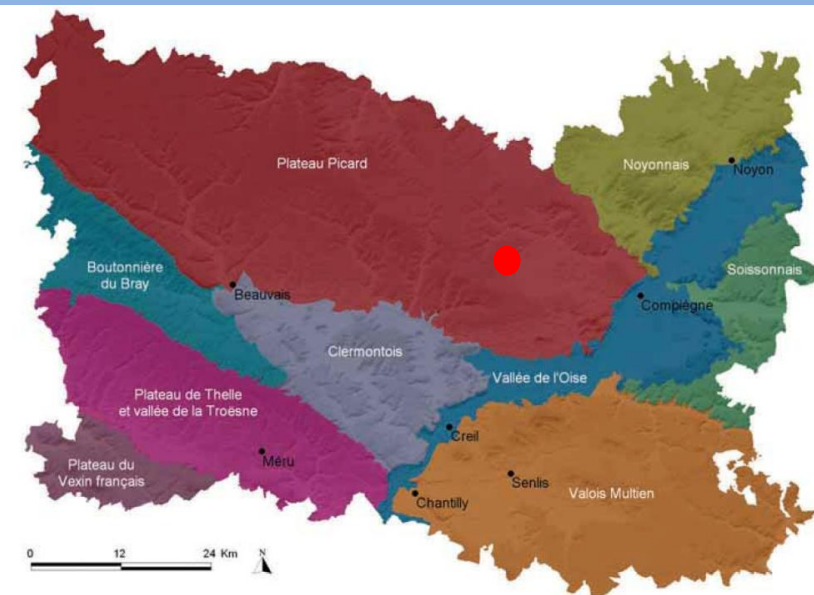 Plateau Picard
Noyonnais
Noyon
Boutonnière
du Bray
Beauvais
Soissonnais
Compiègne
Clermontois
Vallée de l'Oise
Plateau de Thelle
et vallée de la Troësne
Creil
Méru
Plateau du
Vexin français
Senlis
Chantilly
Valois Multien
0 12 24 Km
N